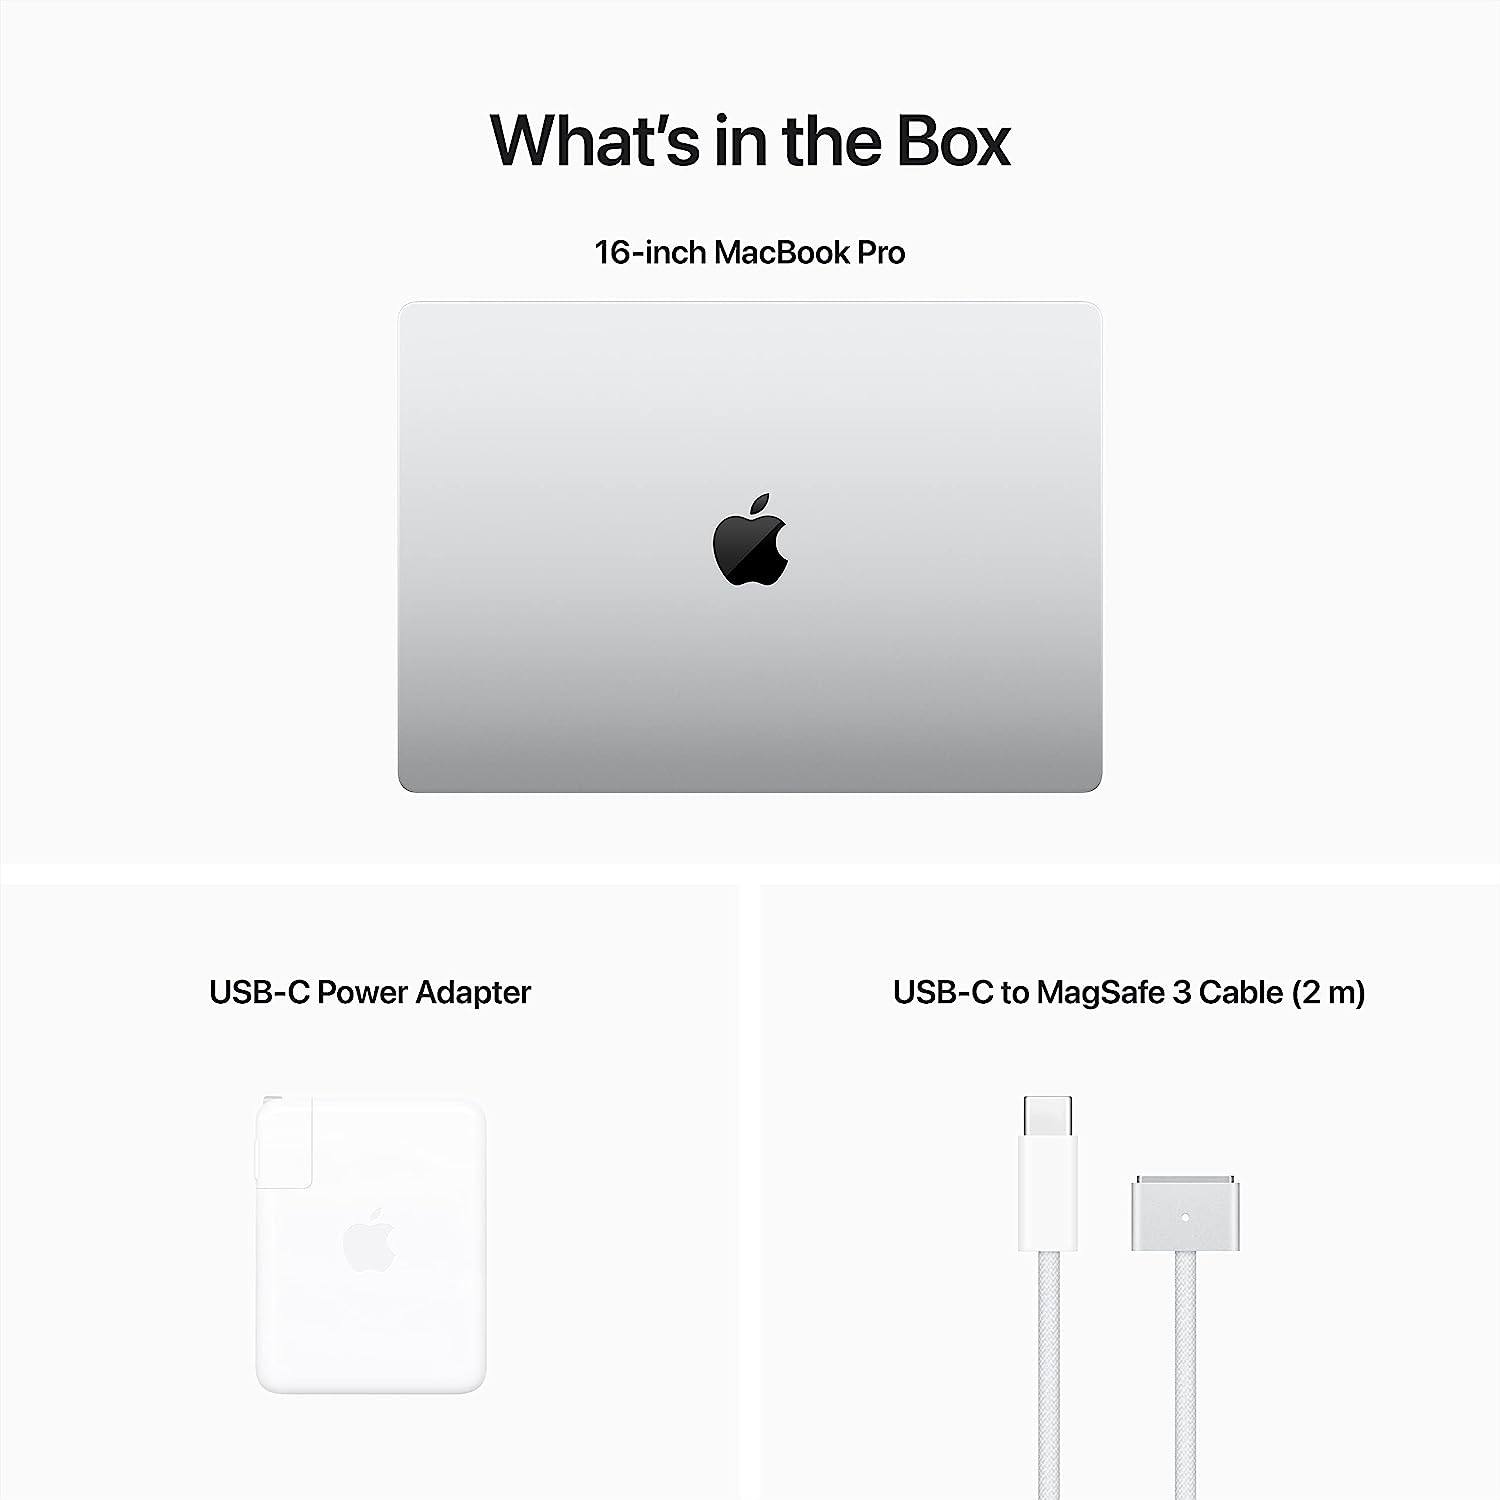 What's in the Box
16-inch MacBook Pro
USB-C Power Adapter
USB-C to MagSafe 3 Cable (2 m)